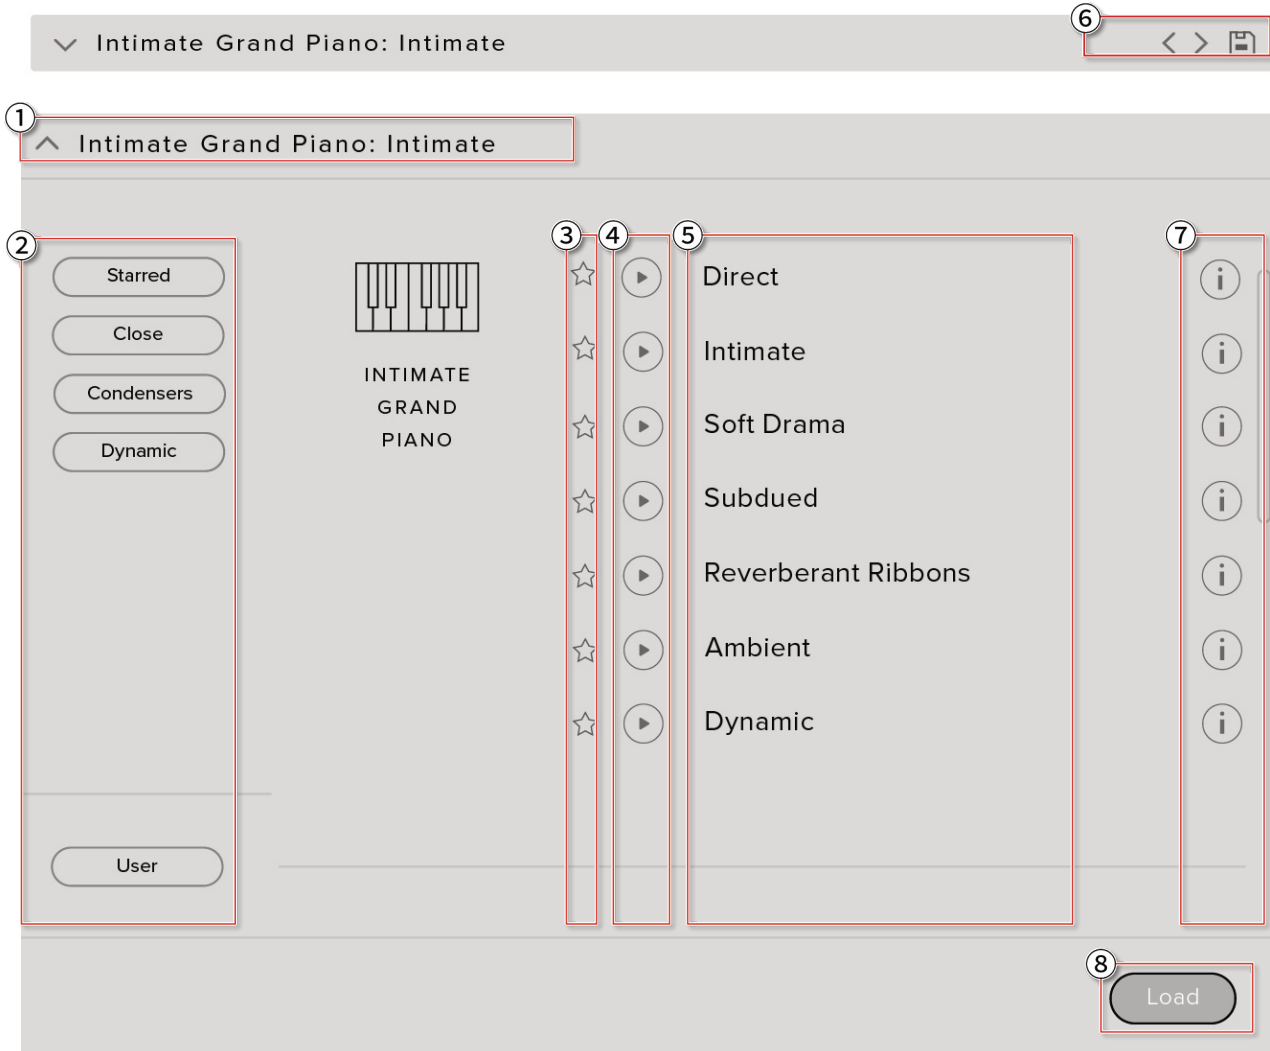 6
Intimate Grand Piano: Intimate
1
Intimate Grand Piano: Intimate
2
3
4
5
7
Starred
Close
Condensers
Dynamic
User
INTIMATE
GRAND
PIANO
Direct
Intimate
Soft Drama
Subdued
Reverberant Ribbons
Ambient
Dynamic
i
i
i
i
i
i
i
8
Load